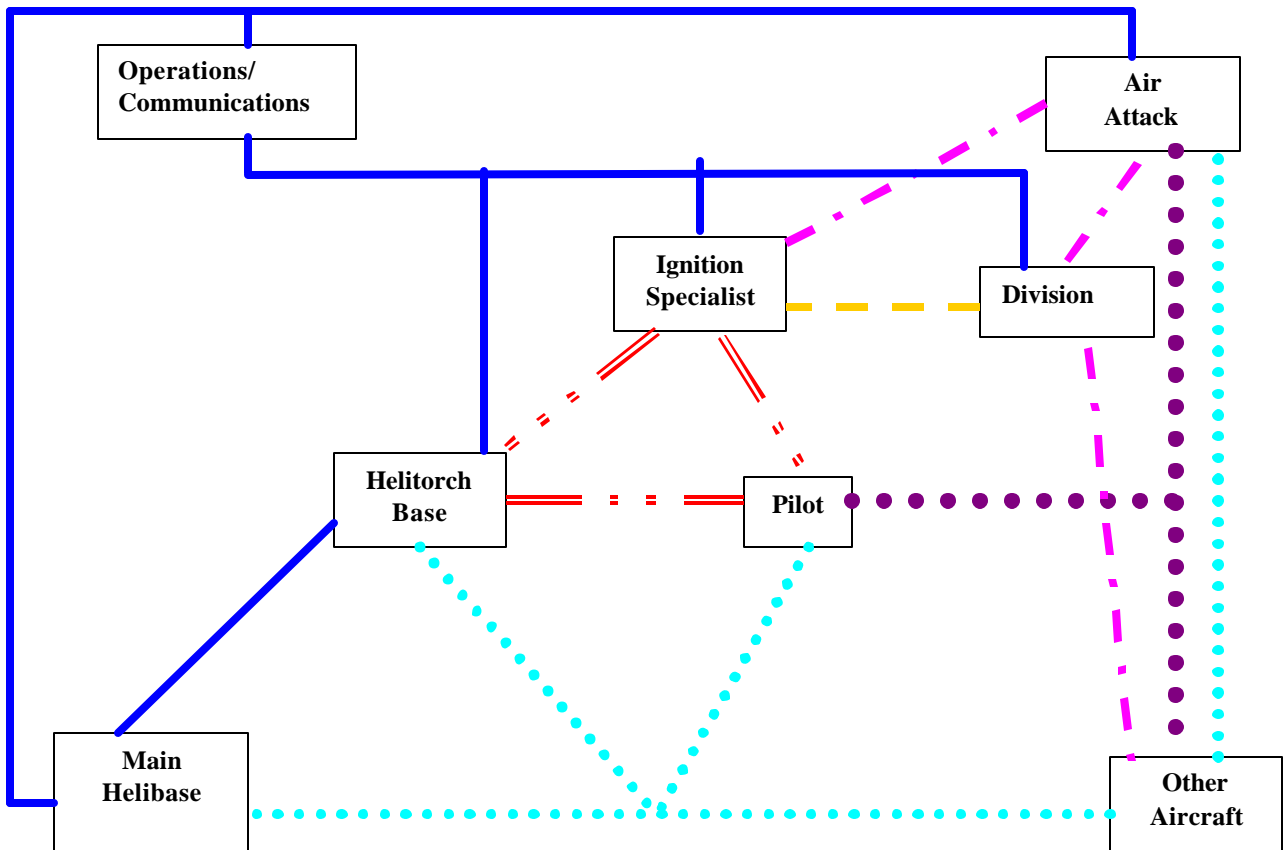 Operations/
Communications
Air
Attack
Ignition
Specialist
Division
Helitorch
Base
Pilot
Main
Helibase
Other
Aircraft